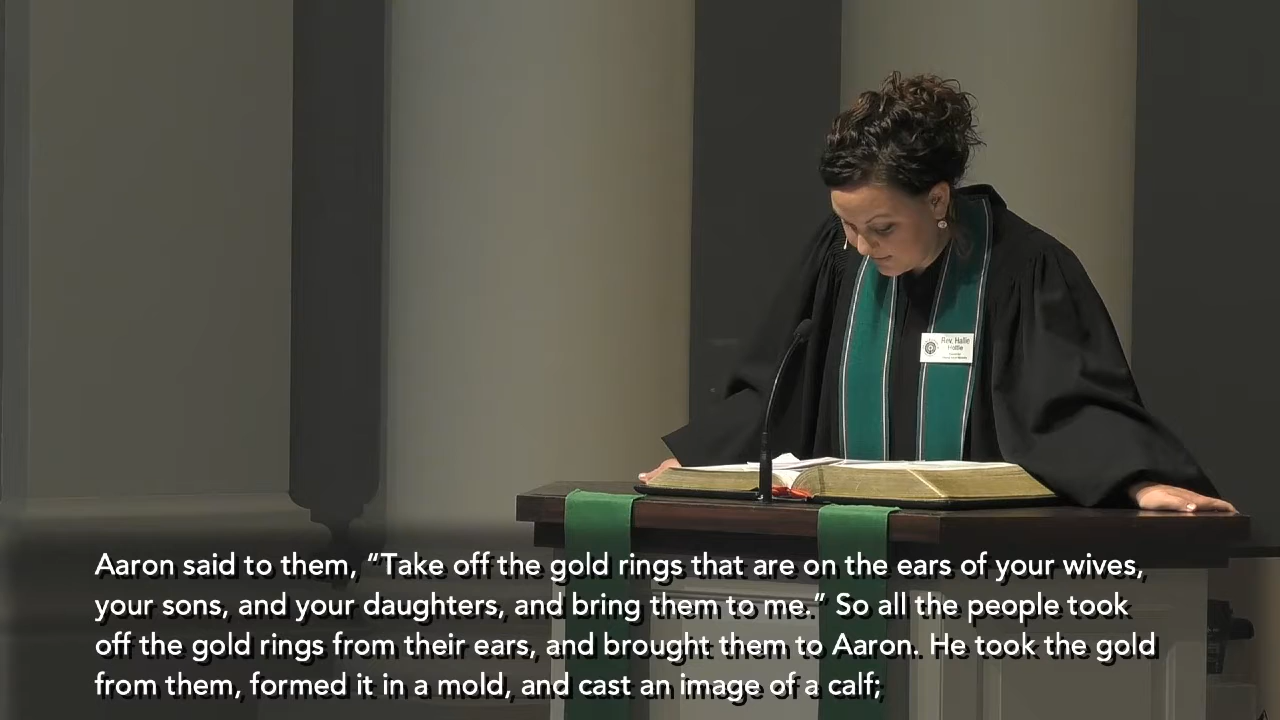 Rev. Hallie
Hottle
Aaron said to them, “Take off the gold rings that are on the ears of your wives,
your sons, and your daughters, and bring them to me.” So all the people took
off the gold rings from their ears, and brought them to Aaron. He took the gold
from them, formed it in a mold, and cast an image of a calf;